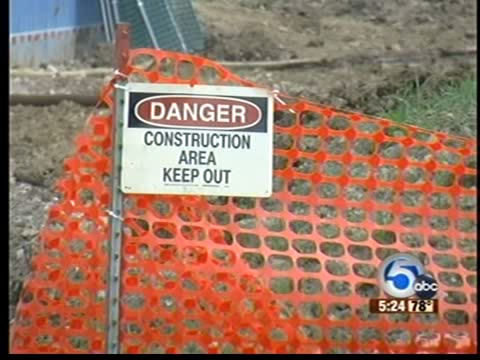 DANGER
CONSTRUCTION
AREA
KEEP OUT
5 abc
5:24 78°